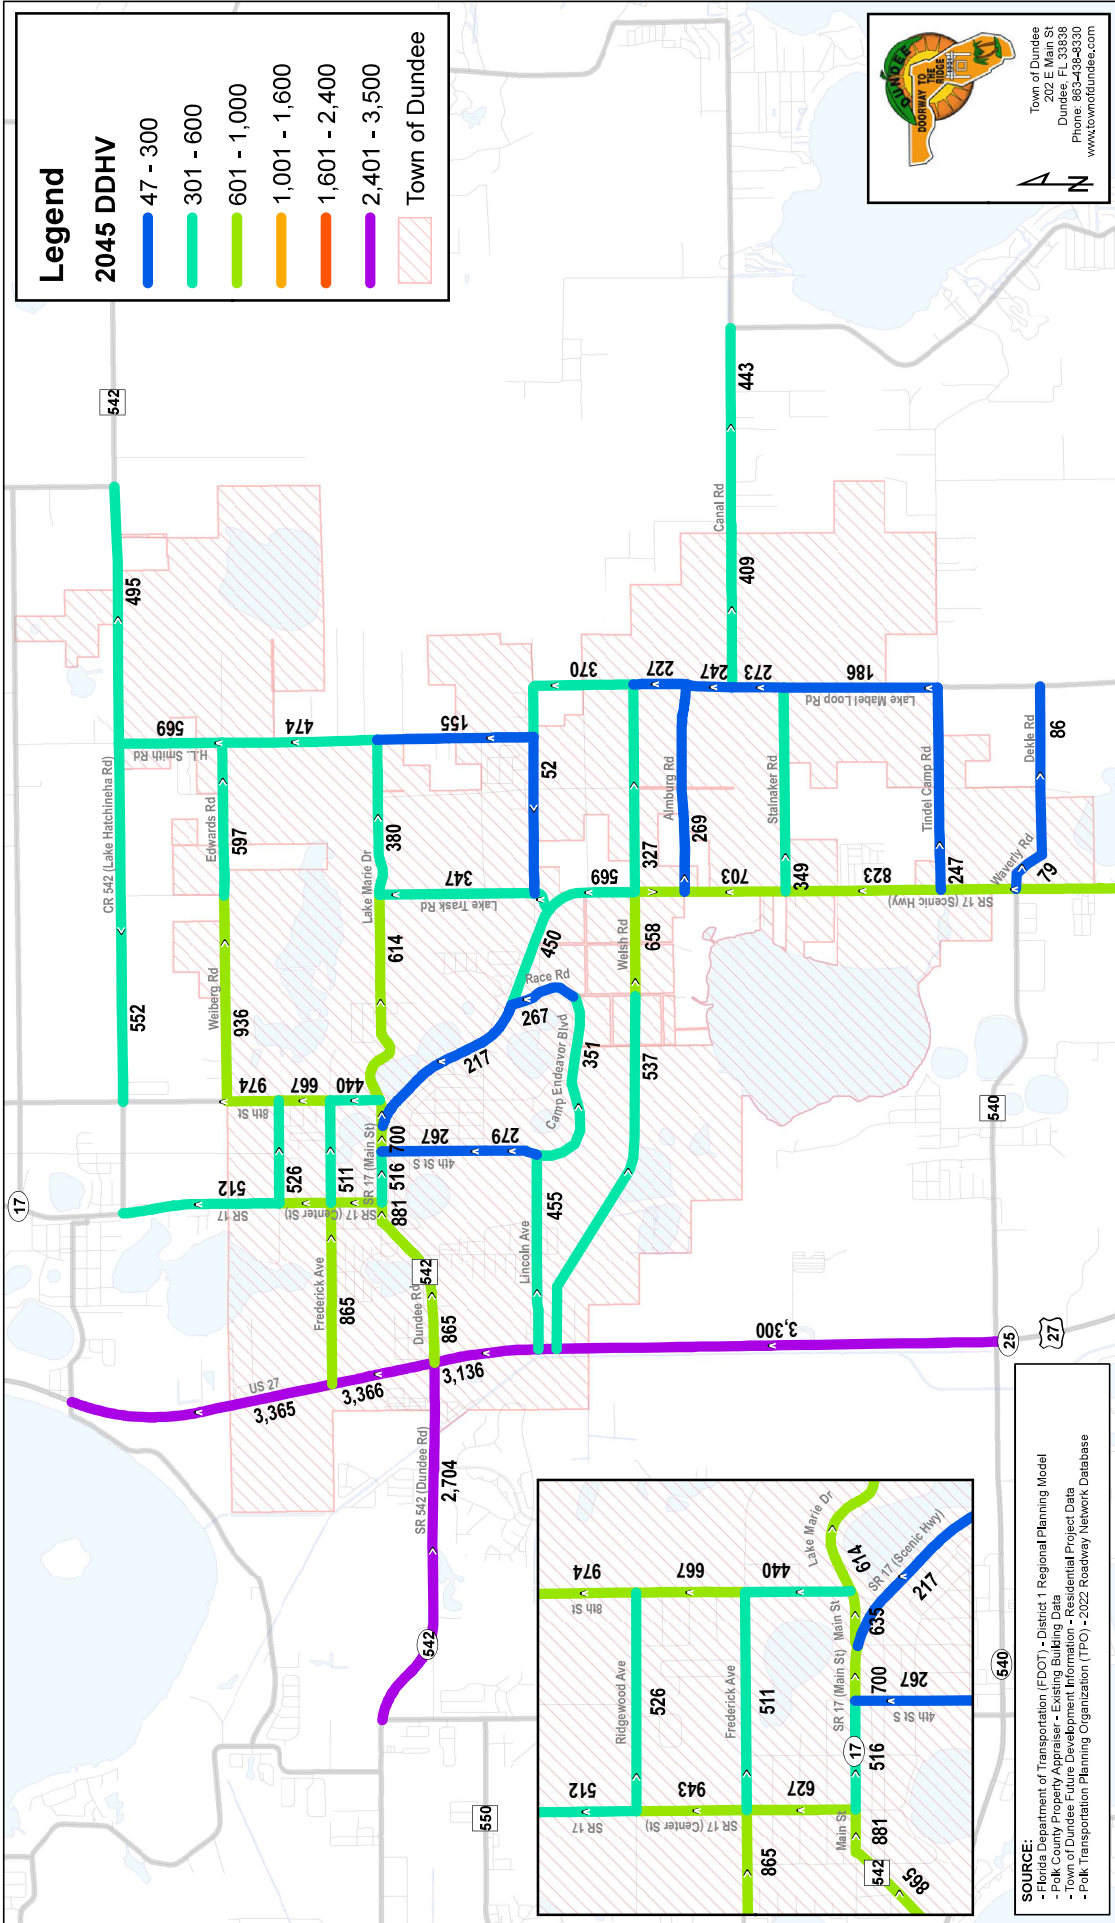 Legend
2045 DDHV
47 - 300
301 - 600
601 - 1,000
1,001 - 1,600
1,601 - 2,400
2,401 - 3,500
Town of Dundee
DUNDEE
DOORWAY TO
THE
RIDGE
Town of Dundee
202 E Main St
Dundee, FL 33838
Phone: 863-438-8330
www.townofdundee.com
N
17
542
CR 542 (Lake Hatchineha Rd)
552
495
H.L. Smith Rd
569
474
155
Edwards Rd
597
Weiberg Rd
936
8th St
974
667
440
SR 17
512
526
511
SR 17 (Center St)
SR 17 (Main St)
516
700
881
Frederick Ave
865
Dundee Rd
542
865
US 27
3,365
3,366
3,136
3,300
SR 542 (Dundee Rd)
2,704
542
550
Lake Marie Dr
380
614
Lake Trask Rd
347
52
370
227
247
273
186
Lake Mabel Loop Rd
Canal Rd
409
443
450
569
Race Rd
297
217
4th St S
267
279
Camp Endeavor Blvd
351
Lincoln Ave
455
Welsh Rd
327
658
537
Almburg Rd
269
703
Stalnaker Rd
349
823
SR 17 (Scenic Hwy)
Tindel Camp Rd
247
Waverly Rd
79
Dekle Rd
86
540
25
27
540
8th St
974
667
440
Lake Marie Dr
614
SR 17 (Scenic Hwy)
217
Main St
635
SR 17 (Main St)
700
4th St S
267
17
516
Main St
881
542
865
Ridgewood Ave
526
Frederick Ave
511
SR 17
512
SR 17 (Center St)
943
627
865
SOURCE:
- Florida Department of Transportation (FDOT) - District 1 Regional Planning Model
- Polk County Property Appraiser - Existing Building Data
- Town of Dundee Future Development Information - Residential Project Data
- Polk Transportation Planning Organization (TPO) - 2022 Roadway Network Database